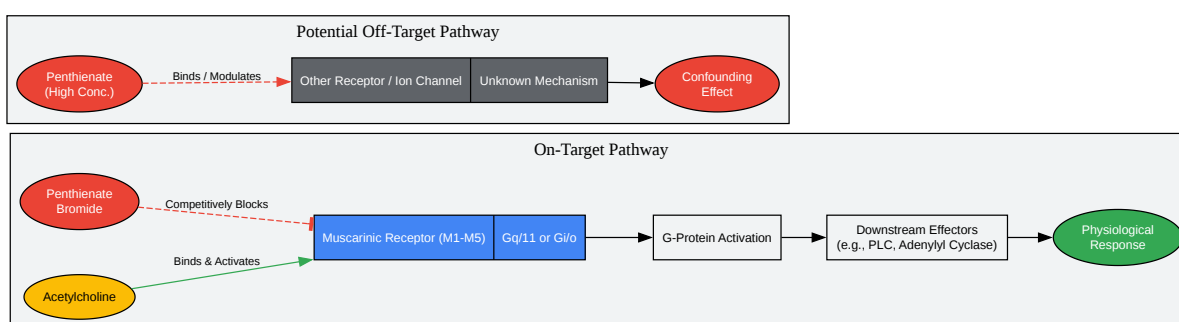 Potential Off-Target Pathway
Penthienate
(High Conc.)
Binds / Modulates
Other Receptor / Ion Channel
Unknown Mechanism
Confounding
Effect
On-Target Pathway
Penthienate
Bromide
Competitively Blocks
Muscarinic Receptor (M1-M5)
Gq/11 or Gi/o
G-Protein Activation
Downstream Effectors
(e.g., PLC, Adenylyl Cyclase)
Physiological
Response
Binds & Activates
Acetylcholine